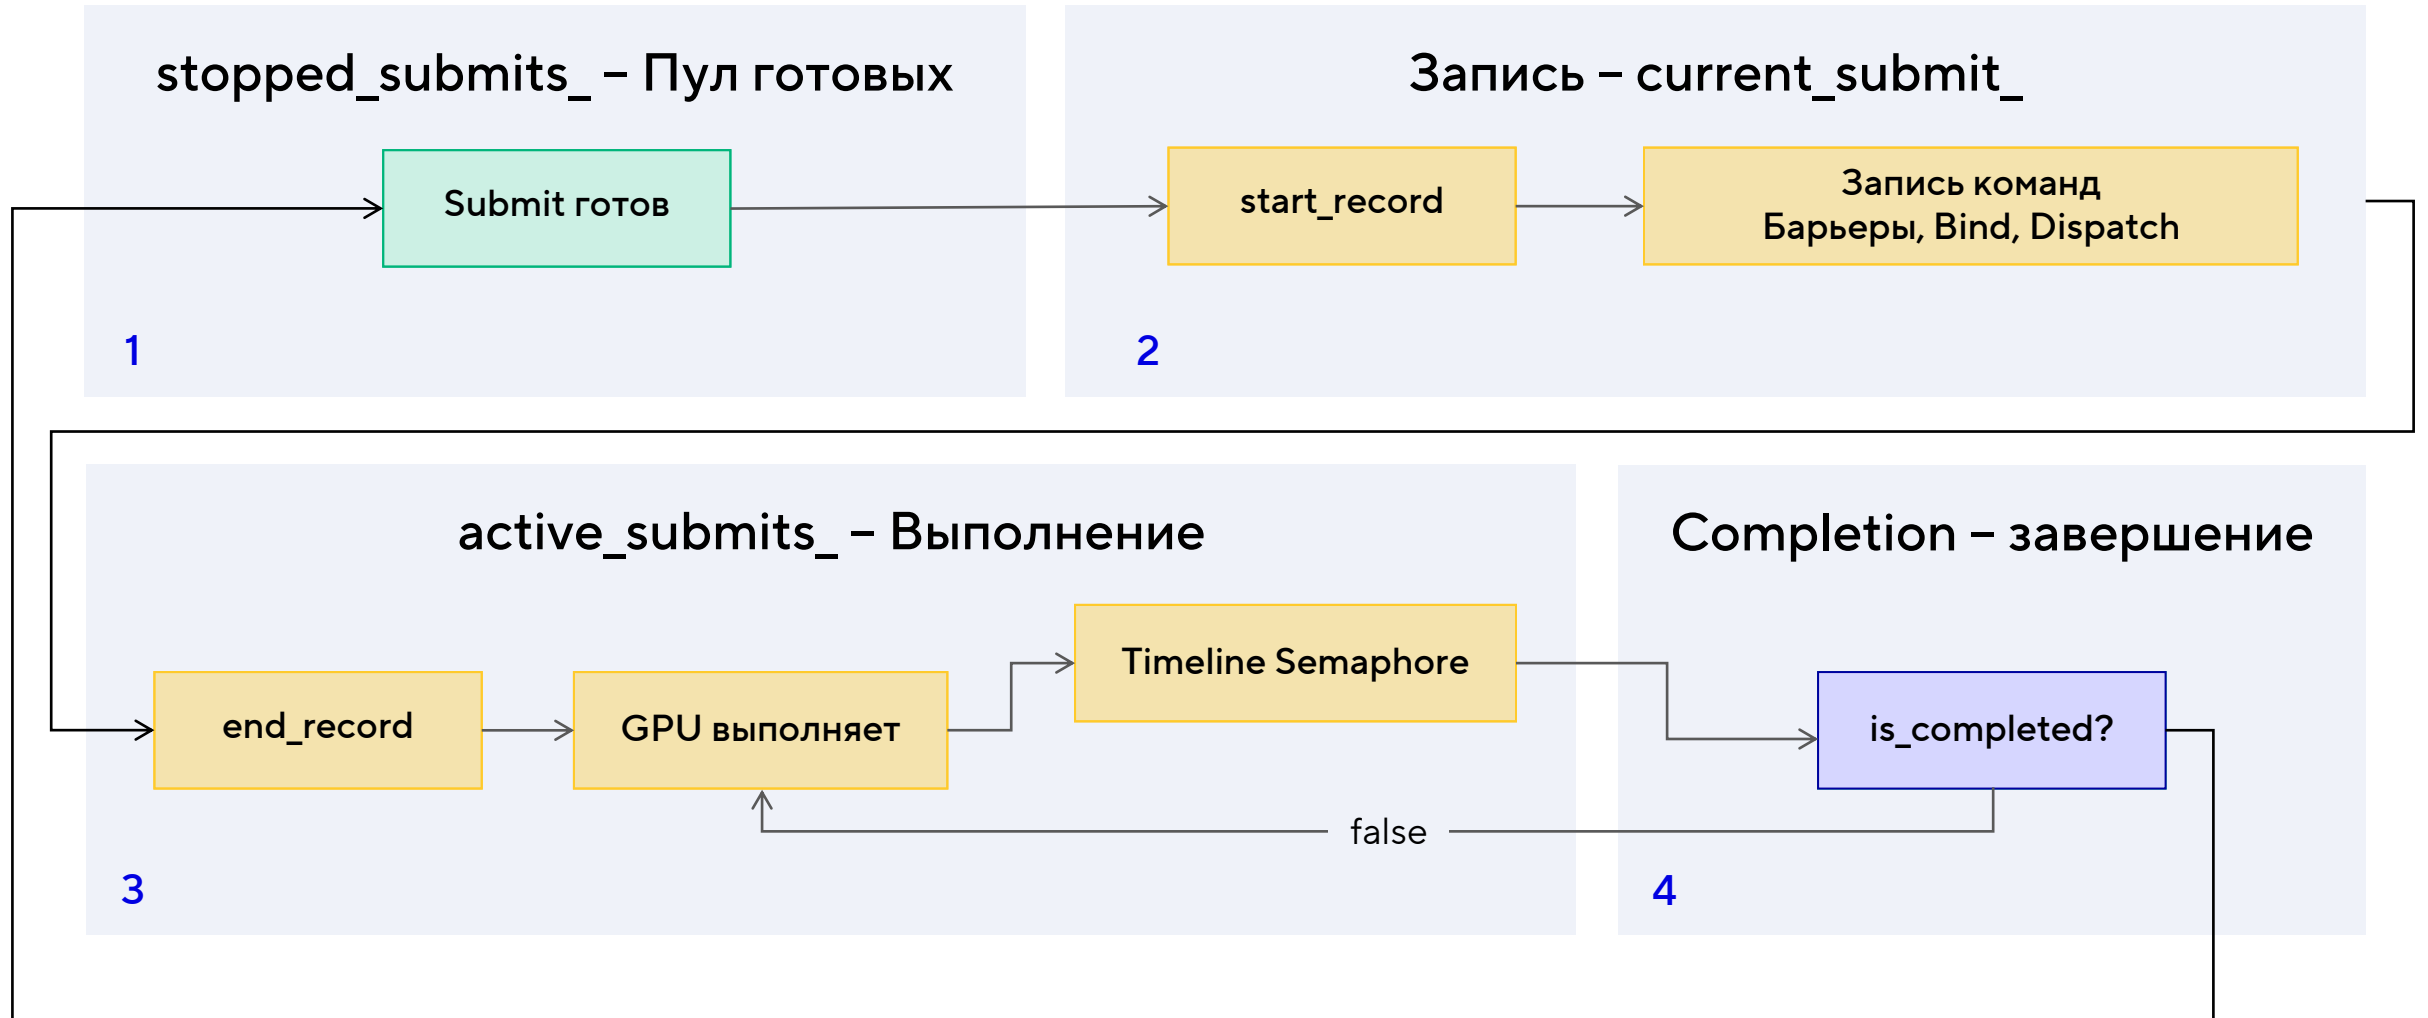 stopped_submits_ – Пул готовых
Submit готов
1
Запись – current_submit_
start_record
Запись команд
Барьеры, Bind, Dispatch
2
active_submits_ – Выполнение
end_record
GPU выполняет
Timeline Semaphore
3
Completion – завершение
is_completed?
false
4